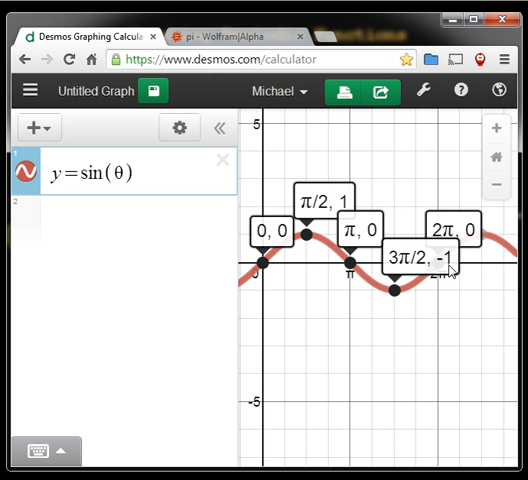 Desmos Graphing Calcula
pi - Wolfram|Alpha
https://www.desmos.com/calculator
Untitled Graph
Michael
1
y=sin(θ)
2
5
π/2, 1
0, 0
π, 0
2π, 0
3π/2, -1
0
π
-5